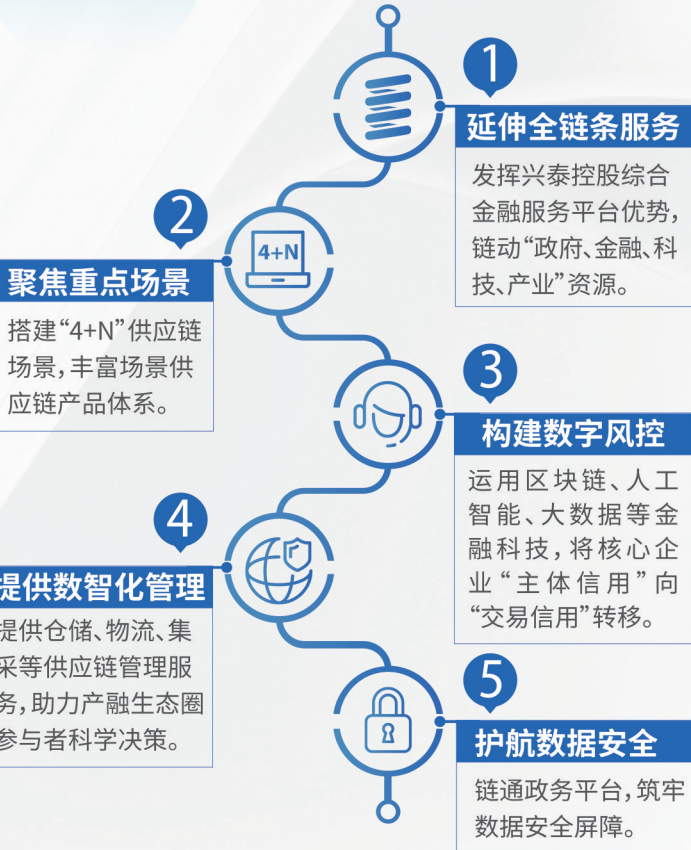 1
延伸全链条服务
发挥兴泰控股综合
金融服务平台优势，
链动“政府、金融、科
技、产业”资源。
2
4+N
聚焦重点场景
搭建“4+N”供应链
场景，丰富场景供
应链产品体系。
3
构建数字风控
运用区块链、人工
智能、大数据等金
融科技，将核心企
业“主体信用”向
“交易信用”转移。
4
提供数智化管理
提供仓储、物流、集
采等供应链管理服
务，助力产融生态圈
参与者科学决策。
5
护航数据安全
链通政务平台，筑牢
数据安全屏障。